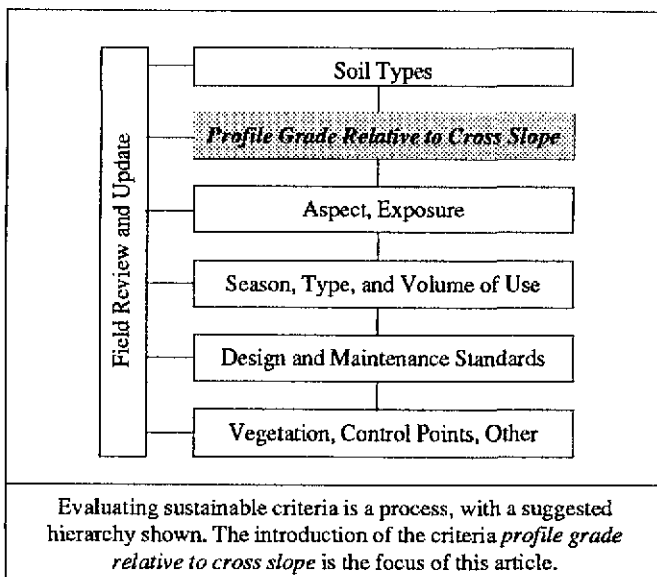 Field Review and Update
Soil Types
Profile Grade Relative to Cross Slope
Aspect, Exposure
Season, Type, and Volume of Use
Design and Maintenance Standards
Vegetation, Control Points, Other
Evaluating sustainable criteria is a process, with a suggested
hierarchy shown. The introduction of the criteria profile grade
relative to cross slope is the focus of this article.